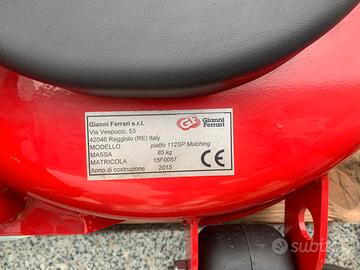 Gianni Ferrari s.r.l.
Via Vespucci, 53
42046 Reggiolo (RE) Italy
GF Gianni Ferrari
MODELLO piatto 112SP Mulching
MASSA 85 kg
MATRICOLA 15F0057
Anno di costruzione 2015
CE
subito